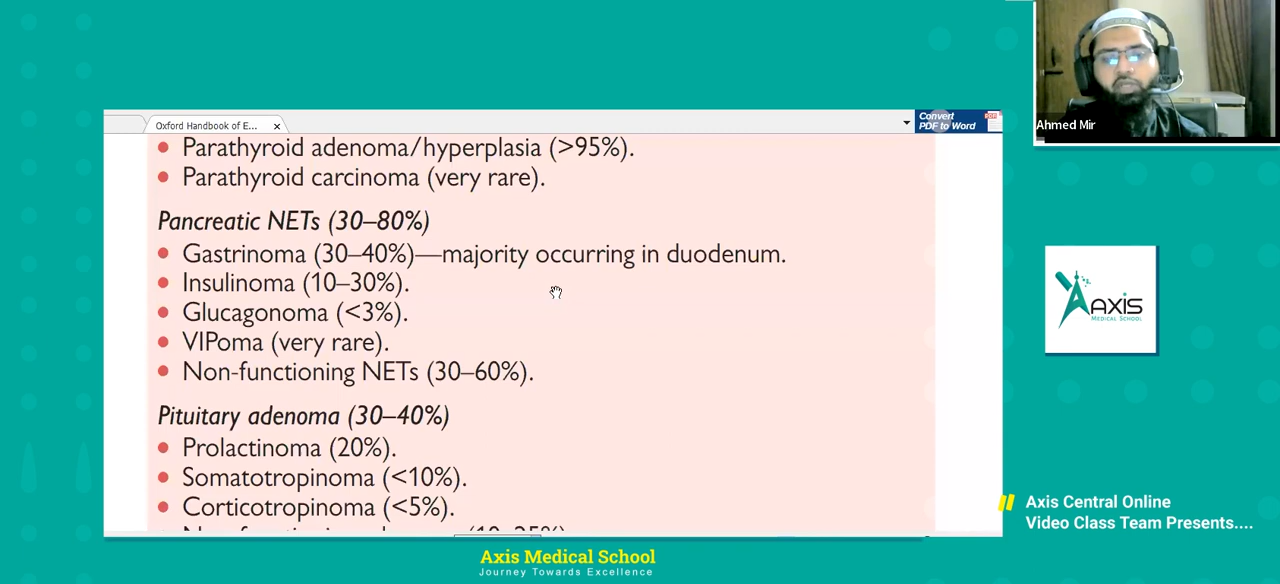 Ahmed Mir
Oxford Handbook of E...
Convert
PDF to Word
Parathyroid adenoma/hyperplasia (>95%).
Parathyroid carcinoma (very rare).
Pancreatic NETs (30–80%)
Gastrinoma (30–40%)—majority occurring in duodenum.
Insulinoma (10–30%).
Glucagonoma (<3%).
VIPoma (very rare).
Non-functioning NETs (30–60%).
Pituitary adenoma (30–40%)
Prolactinoma (20%).
Somatotropinoma (<10%).
Corticotropinoma (<5%).
AXIS
MEDICAL SCHOOL
Axis Central Online
Video Class Team Presents....
Axis Medical School
Journey Towards Excellence